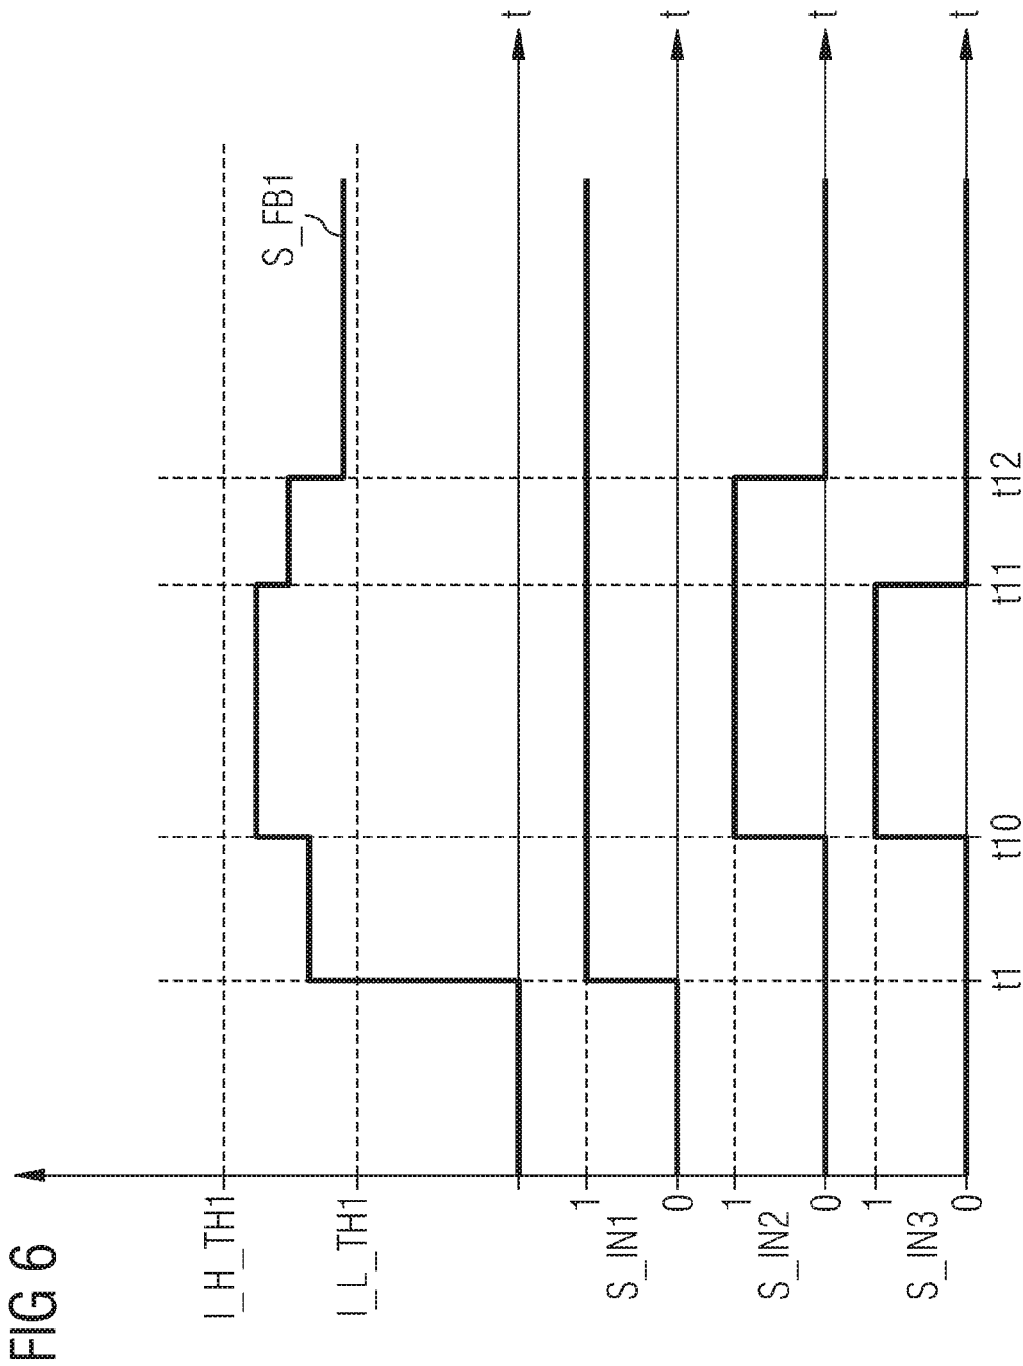 FIG 6
I_H_TH1
S_FB1
I_L_TH1
t
1
S_IN1
0
t
1
S_IN2
0
t
1
S_IN3
0
t
t1
t10
t11
t12